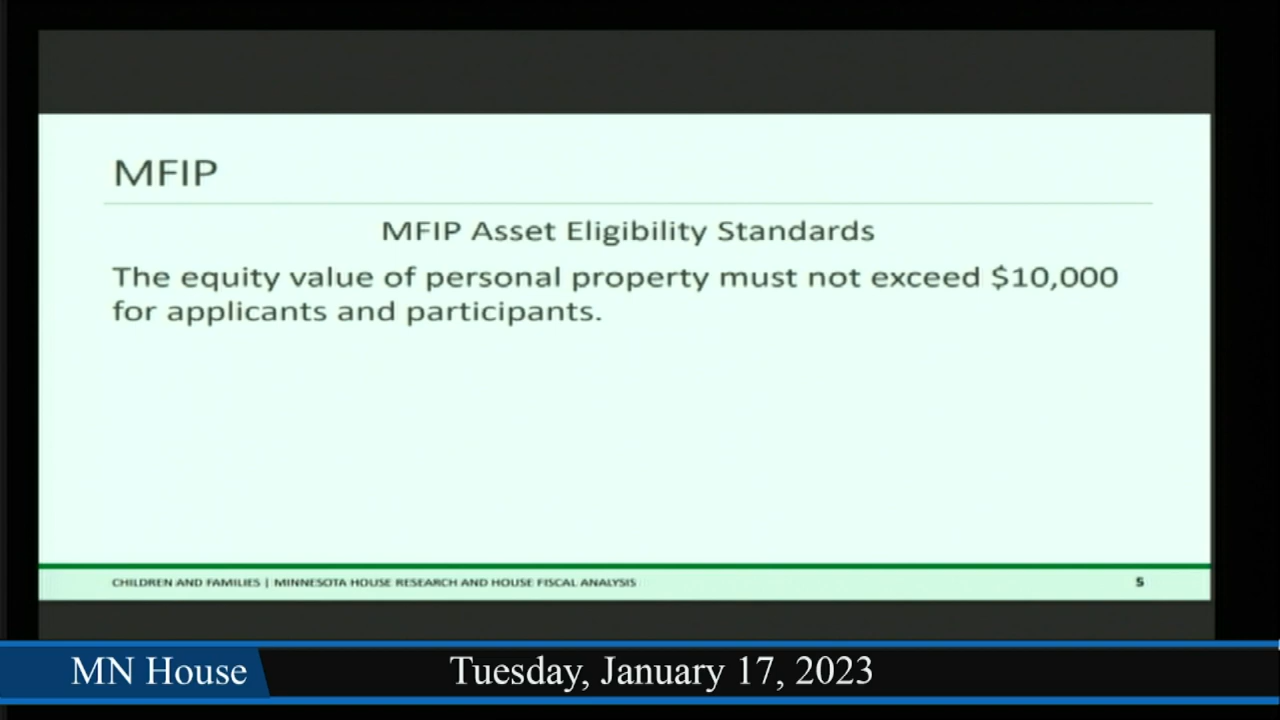 MFIP
MFIP Asset Eligibility Standards
The equity value of personal property must not exceed $10,000
for applicants and participants.
CHILDREN AND FAMILIES | MINNESOTA HOUSE RESEARCH AND HOUSE FISCAL ANALYSIS 5
MN House Tuesday, January 17, 2023